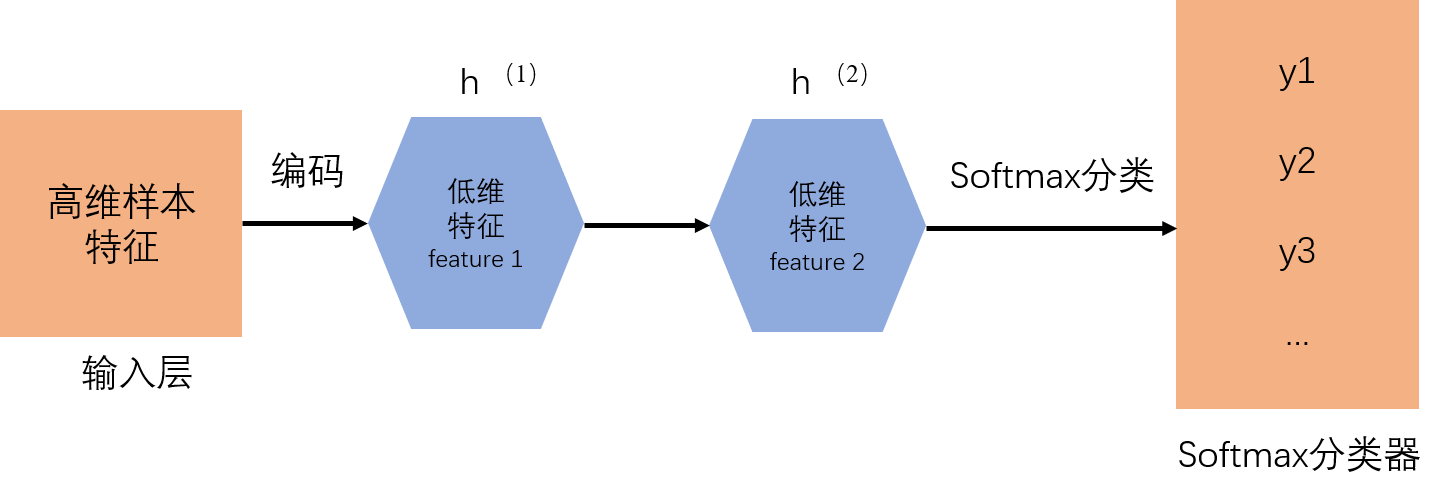 h （1）
h （2）
高维样本
特征
输入层
编码
低维
特征
feature 1
低维
特征
feature 2
Softmax分类
y1
y2
y3
...
Softmax分类器